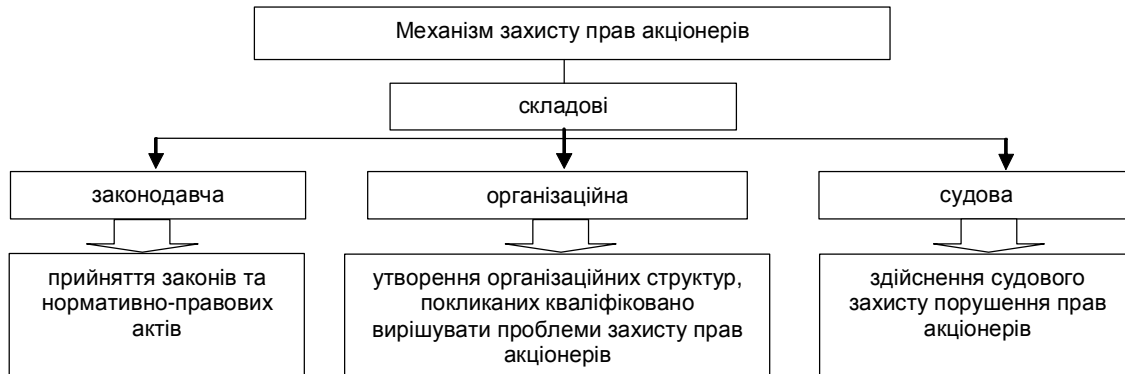 Механізм захисту прав акціонерів
складові
законодавча
організаційна
судова
прийняття законів та
нормативно-правових
актів
утворення організаційних структур,
покликаних кваліфіковано
вирішувати проблеми захисту прав
акціонерів
здійснення судового
захисту порушення прав
акціонерів